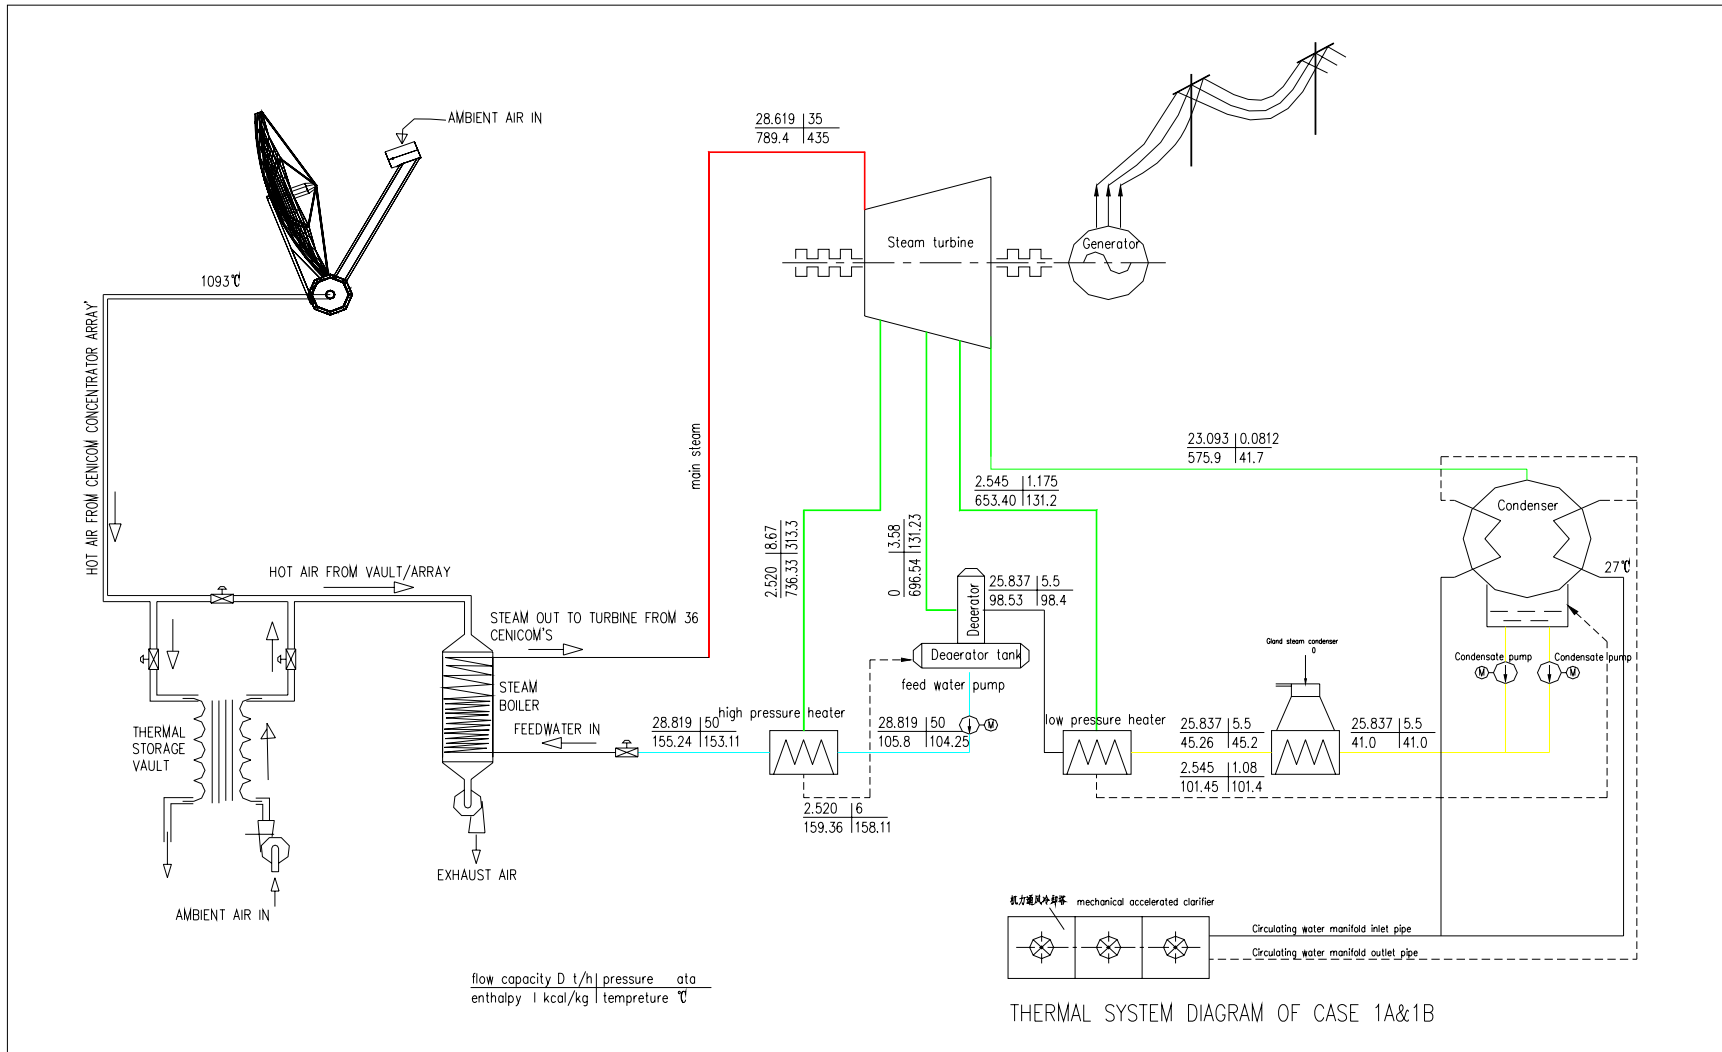 AMBIENT AIR IN
28.619 35
789.4 435
Steam turbine
Generator
1093℃
HOT AIR FROM CENICOM CONCENTRATOR ARRAY'
main steam
23.093 0.0812
575.9 41.7
2.545 1.175
653.40 131.2
Condenser
27℃
2.520 8.67
736.33 313.3
0 3.58
696.54 131.23
HOT AIR FROM VAULT/ARRAY
25.837 5.5
98.53 98.4
Deaerator
STEAM OUT TO TURBINE FROM 36
CENICOM'S
Deaerator tank
Gland steam condenser
0
Condensate pump
M
Condensate pump
M
STEAM
BOILER
feed water pump
M
high pressure heater
low pressure heater
FEEDWATER IN
28.819 50
155.24 153.11
28.819 50
105.8 104.25
25.837 5.5
45.26 45.2
25.837 5.5
41.0 41.0
THERMAL
STORAGE
VAULT
2.545 1.08
101.45 101.4
2.520 6
159.36 158.11
EXHAUST AIR
AMBIENT AIR IN
机力通风冷却塔 mechanical accelerated clarifier
Circulating water manifold inlet pipe
Circulating water manifold outlet pipe
flow capacity D t/h pressure ata
enthalpy I kcal/kg tempreture ℃
THERMAL SYSTEM DIAGRAM OF CASE 1A&1B